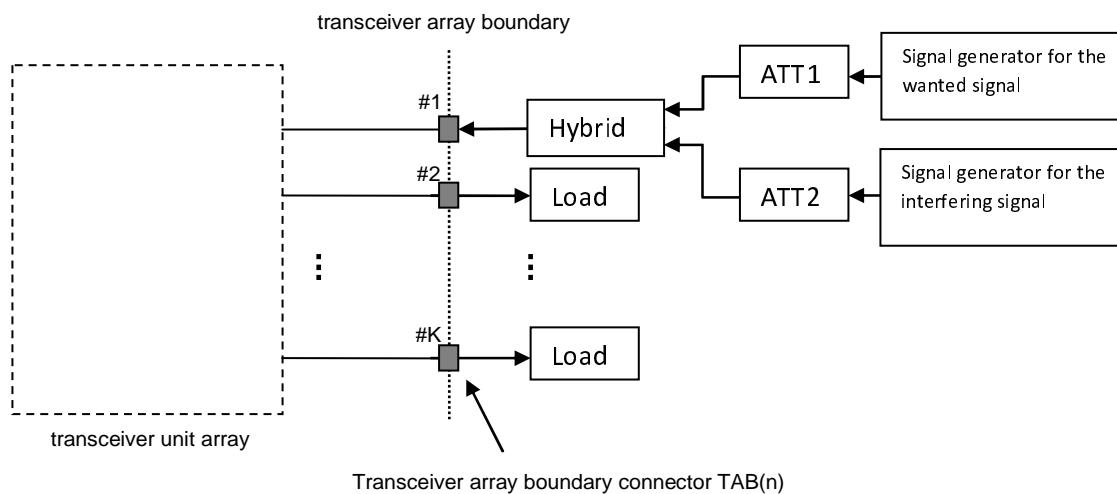 transceiver array boundary
Signal generator for the
wanted signal
ATT1
#1
Hybrid
#2
Load
ATT2
Signal generator for the
interfering signal
#K
Load
transceiver unit array
Transceiver array boundary connector TAB(n)